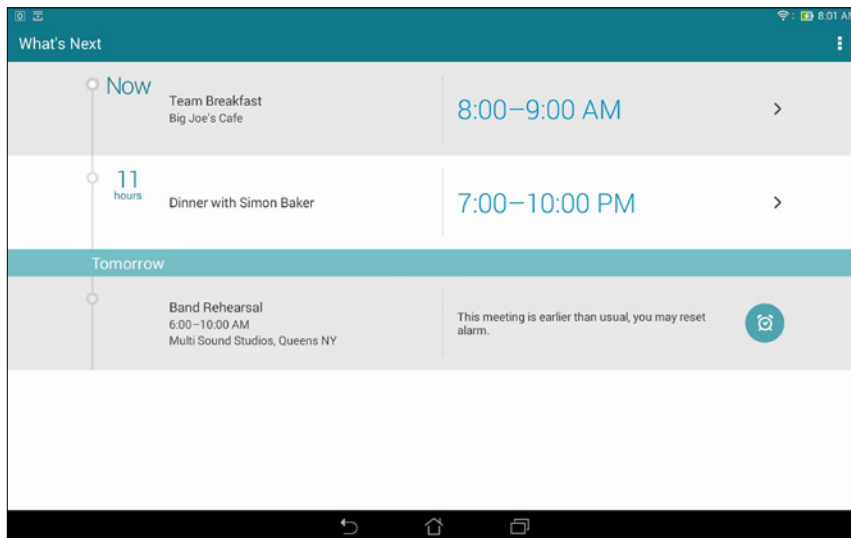 8:01 AM
What's Next
Now
Team Breakfast
Big Joe's Cafe
8:00–9:00 AM
11
hours
Dinner with Simon Baker
7:00–10:00 PM
Tomorrow
Band Rehearsal
6:00–10:00 AM
Multi Sound Studios, Queens NY
This meeting is earlier than usual, you may reset
alarm.